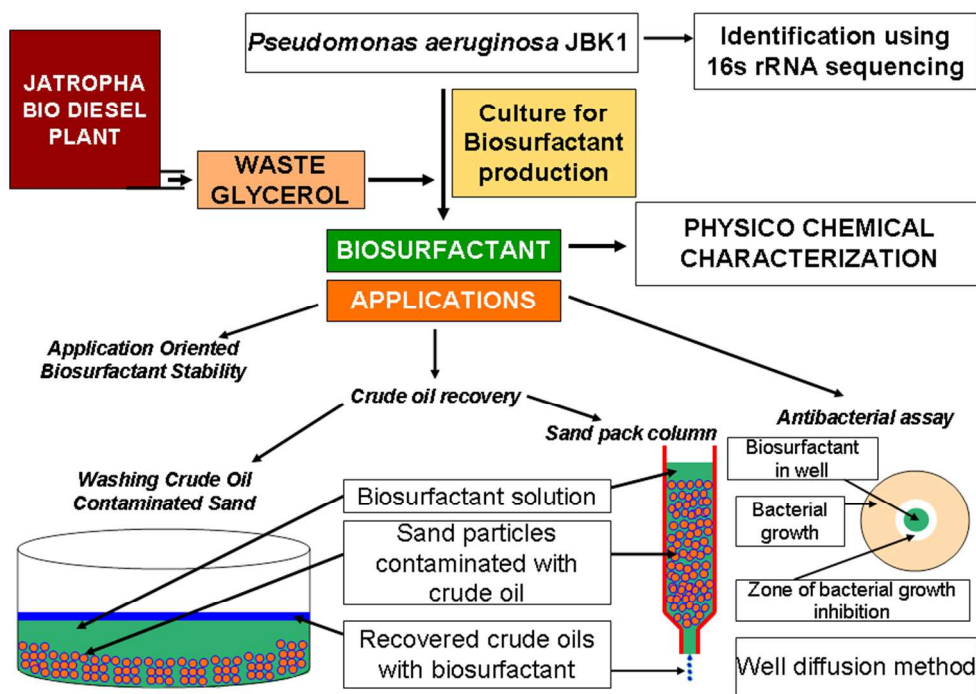 Pseudomonas aeruginosa JBK1
Identification using
16s rRNA sequencing
JATROPHA
BIO DIESEL
PLANT
Culture for
Biosurfactant
production
WASTE
GLYCEROL
BIOSURFACTANT
PHYSICO CHEMICAL
CHARACTERIZATION
APPLICATIONS
Application Oriented
Biosurfactant Stability
Crude oil recovery
Antibacterial assay
Sand pack column
Washing Crude Oil
Contaminated Sand
Biosurfactant solution
Sand particles
contaminated with
crude oil
Recovered crude oils
with biosurfactant
Biosurfactant
in well
Bacterial
growth
Zone of bacterial growth
inhibition
Well diffusion method